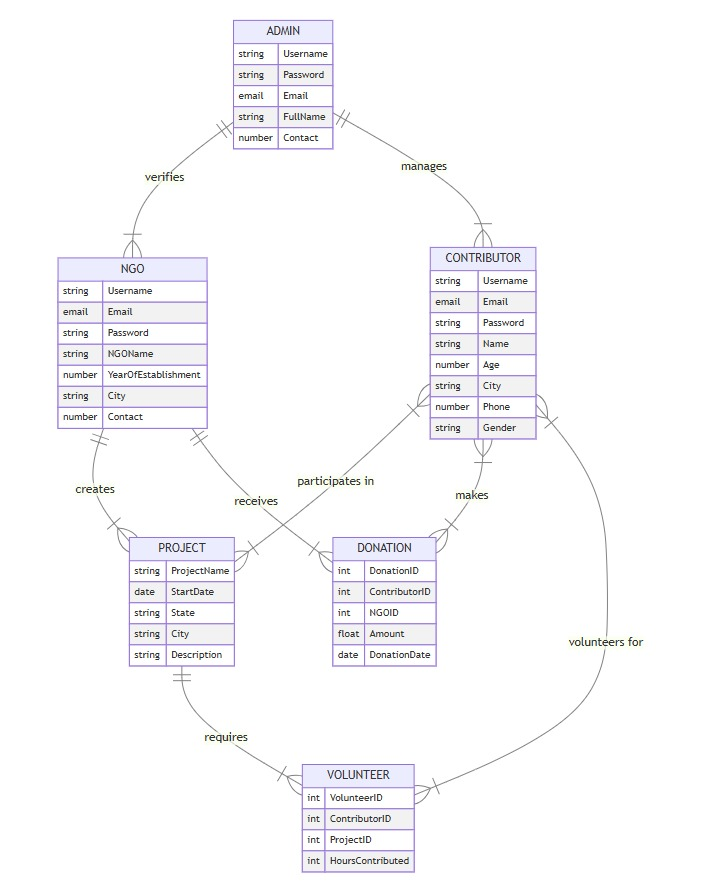 ADMIN
string Username
string Password
email Email
string FullName
number Contact
verifies
manages
NGO
string Username
email Email
string Password
string NGOName
number YearOfEstablishment
string City
number Contact
CONTRIBUTOR
string Username
email Email
string Password
string Name
number Age
string City
number Phone
string Gender
creates
receives
participates in
makes
PROJECT
string ProjectName
date StartDate
string State
string City
string Description
DONATION
int DonationID
int ContributorID
int NGOID
float Amount
date DonationDate
volunteers for
requires
VOLUNTEER
int VolunteerID
int ContributorID
int ProjectID
int HoursContributed